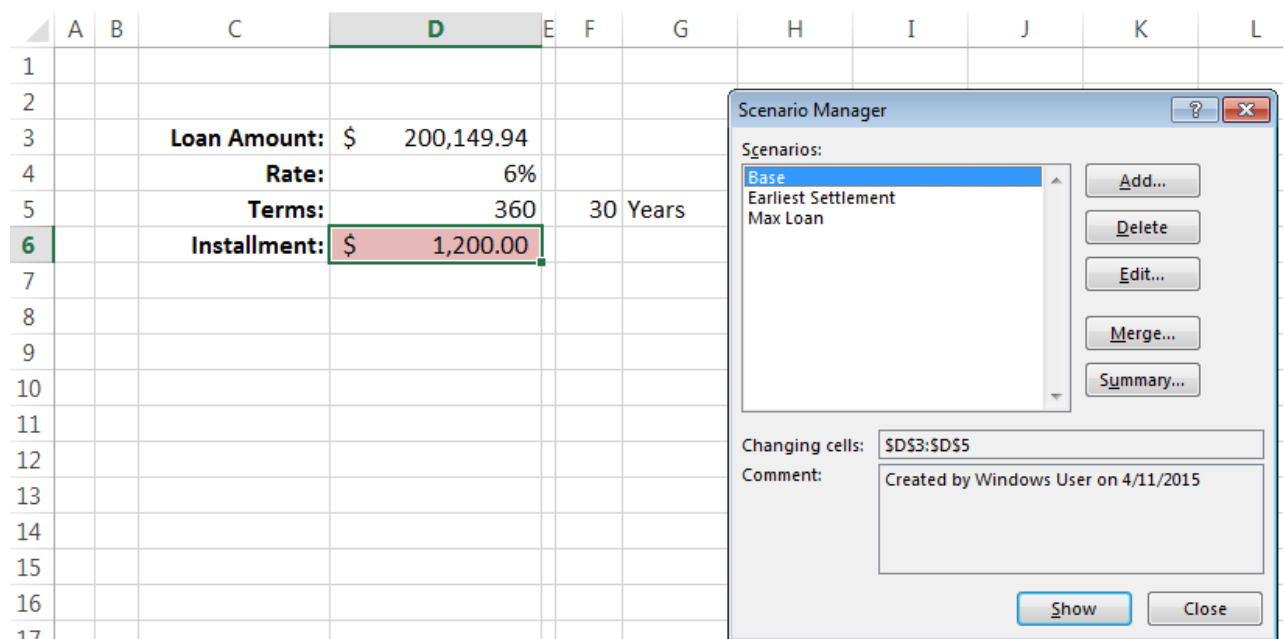 A B C D E F G H I J K L
1
2
3 Loan Amount: $ 200,149.94
4 Rate: 6%
5 Terms: 360 30 Years
6 Installment: $ 1,200.00
7
8
9
10
11
12
13
14
15
16
17
Scenario Manager
?
Scenarios:
Base
Earliest Settlement
Max Loan
Add...
Delete
Edit...
Merge...
Summary...
Changing cells: $D$3:$D$5
Comment: Created by Windows User on 4/11/2015
Show Close